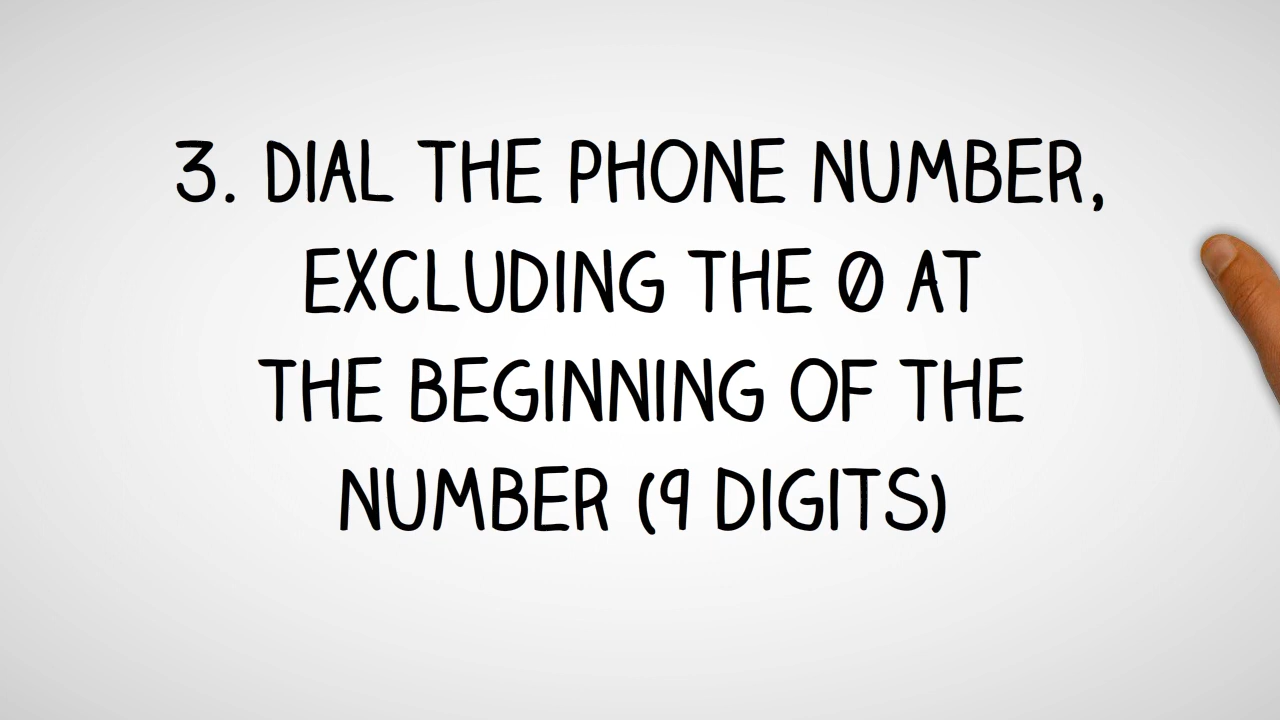 3. DIAL THE PHONE NUMBER,
EXCLUDING THE 0 AT
THE BEGINNING OF THE
NUMBER (9 DIGITS)